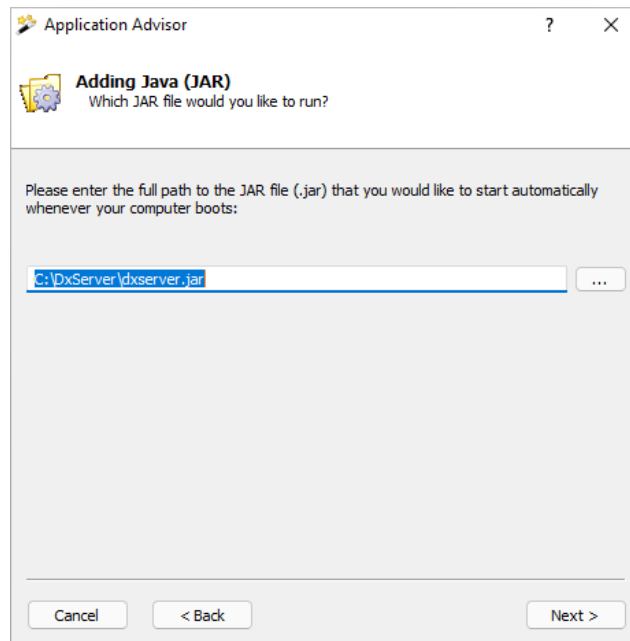 Application Advisor ? ×
Adding Java (JAR)
Which JAR file would you like to run?
Please enter the full path to the JAR file (.jar) that you would like to start automatically
whenever your computer boots:
C:\DxServer\dxserver.jar ...
Cancel < Back Next >